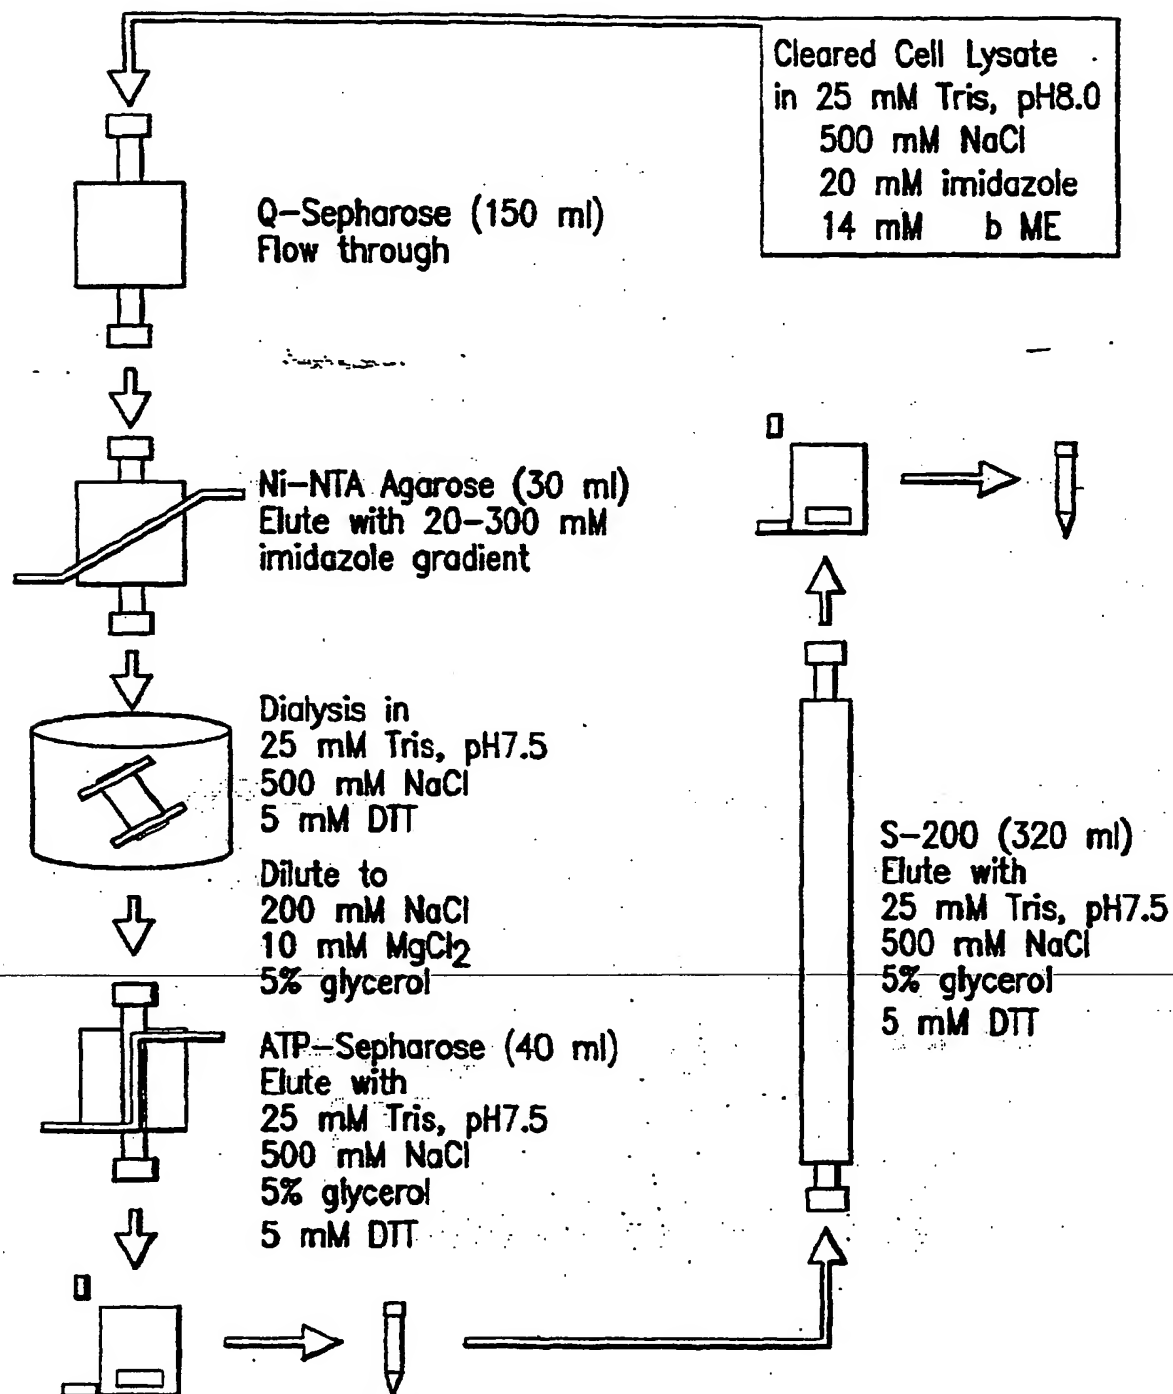 Cleared Cell Lysate
in 25 mM Tris, pH8.0
500 mM NaCl
20 mM imidazole
14 mM b ME
Q-Sepharose (150 ml)
Flow through
Ni-NTA Agarose (30 ml)
Elute with 20-300 mM
imidazole gradient
Dialysis in
25 mM Tris, pH7.5
500 mM NaCl
5 mM DTT
Dilute to
200 mM NaCl
10 mM MgCl₂
5% glycerol
ATP-Sepharose (40 ml)
Elute with
25 mM Tris, pH7.5
500 mM NaCl
5% glycerol
5 mM DTT
S-200 (320 ml)
Elute with
25 mM Tris, pH7.5
500 mM NaCl
5% glycerol
5 mM DTT